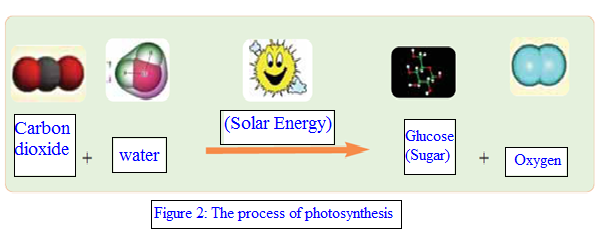 Carbon
dioxide
+
water
(Solar Energy)
Glucose
(Sugar)
+
Oxygen
Figure 2: The process of photosynthesis